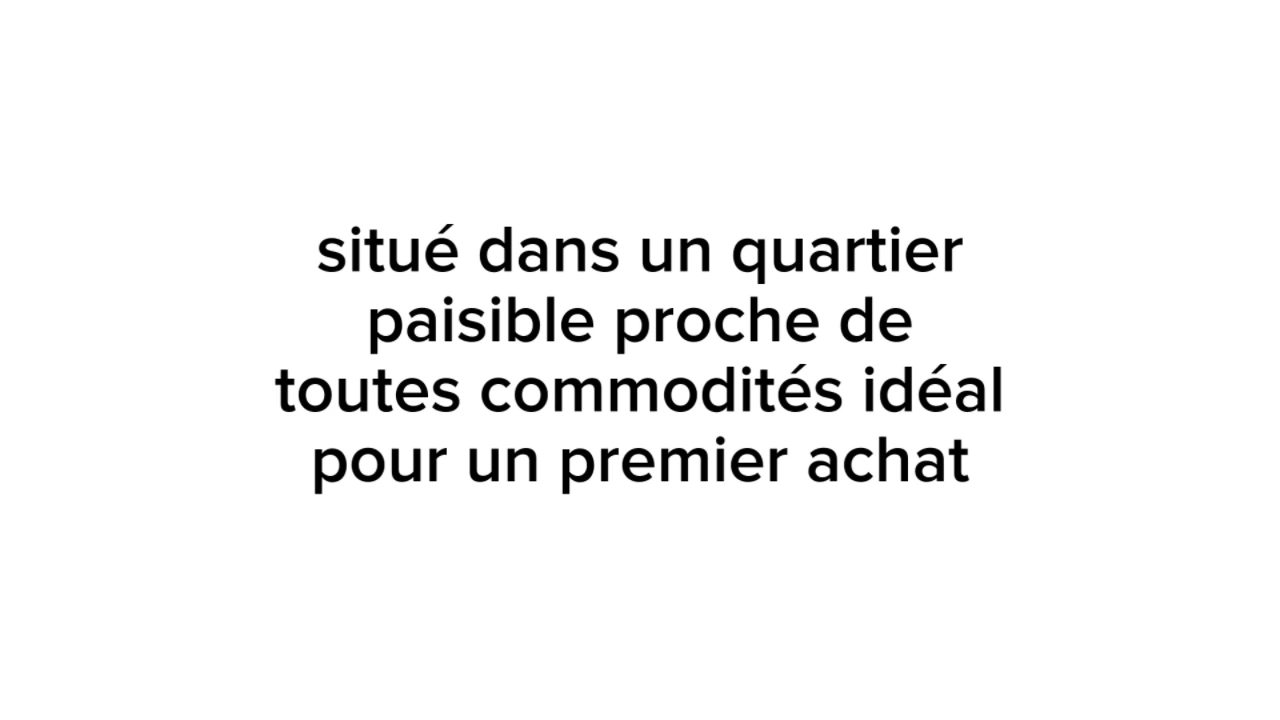 situé dans un quartier
paisible proche de
toutes commodités idéal
pour un premier achat